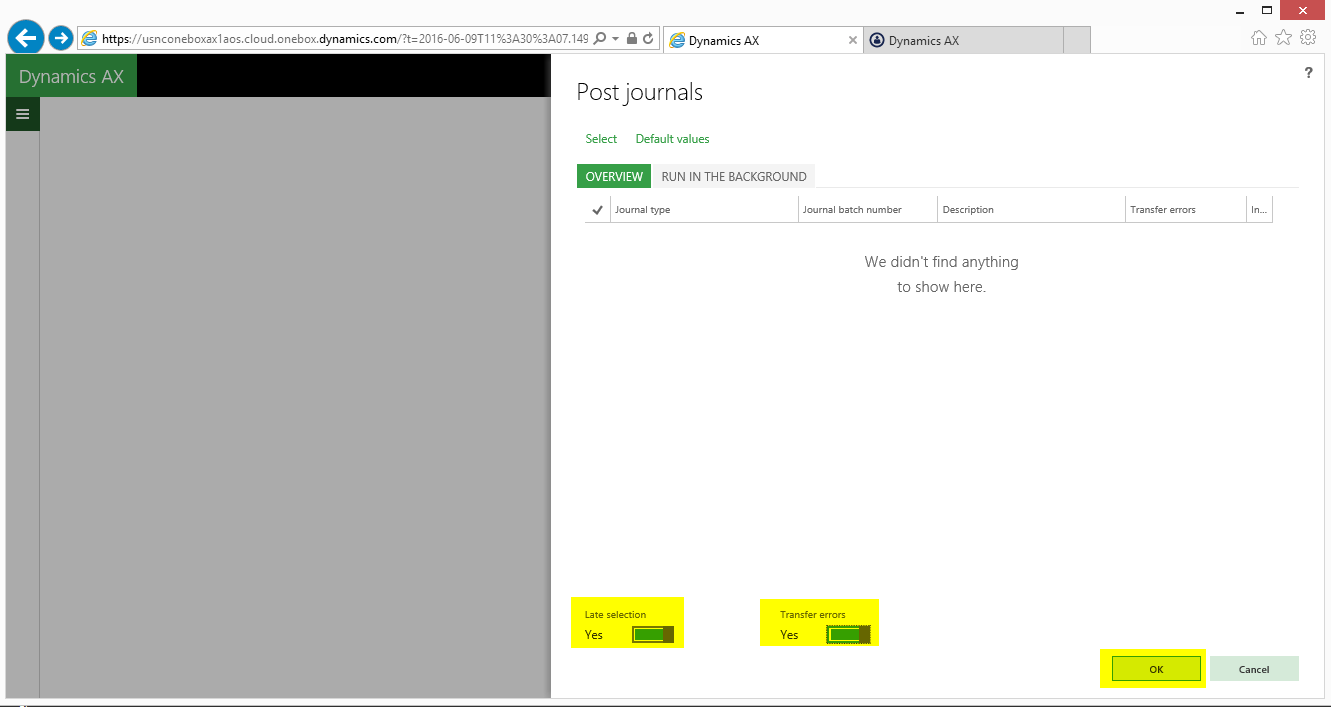 https://usnconeboxax1aos.cloud.onebox.dynamics.com/?t=2016-06-09T11%3A30%3A07.149
Dynamics AX
Dynamics AX
Dynamics AX
?
Post journals
Select Default values
OVERVIEW RUN IN THE BACKGROUND
Journal type Journal batch number Description Transfer errors In...
We didn't find anything
to show here.
Late selection Transfer errors
Yes Yes
OK Cancel